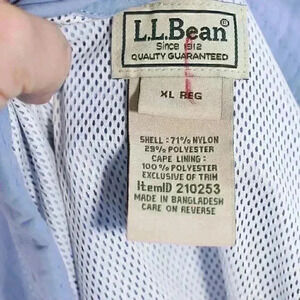 L.L.Bean®
Since 1912
QUALITY GUARANTEED
XL REG
SHELL: 71% NYLON
29% POLYESTER
CAPE LINING:
100% POLYESTER
EXCLUSIVE OF TRIM
ItemID 210253
MADE IN BANGLADESH
CARE ON REVERSE